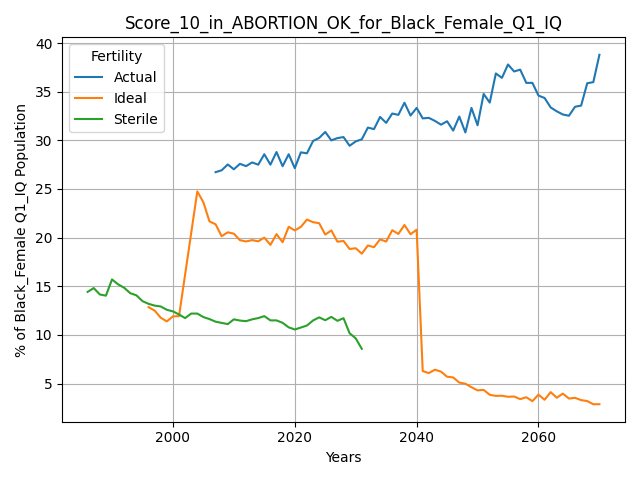 Score_10_in_ABORTION_OK_for_Black_Female_Q1_IQ
Fertility
Actual
Ideal
Sterile
% of Black_Female Q1_IQ Population
40
35
30
25
20
15
10
5
2000
2020
2040
2060
Years